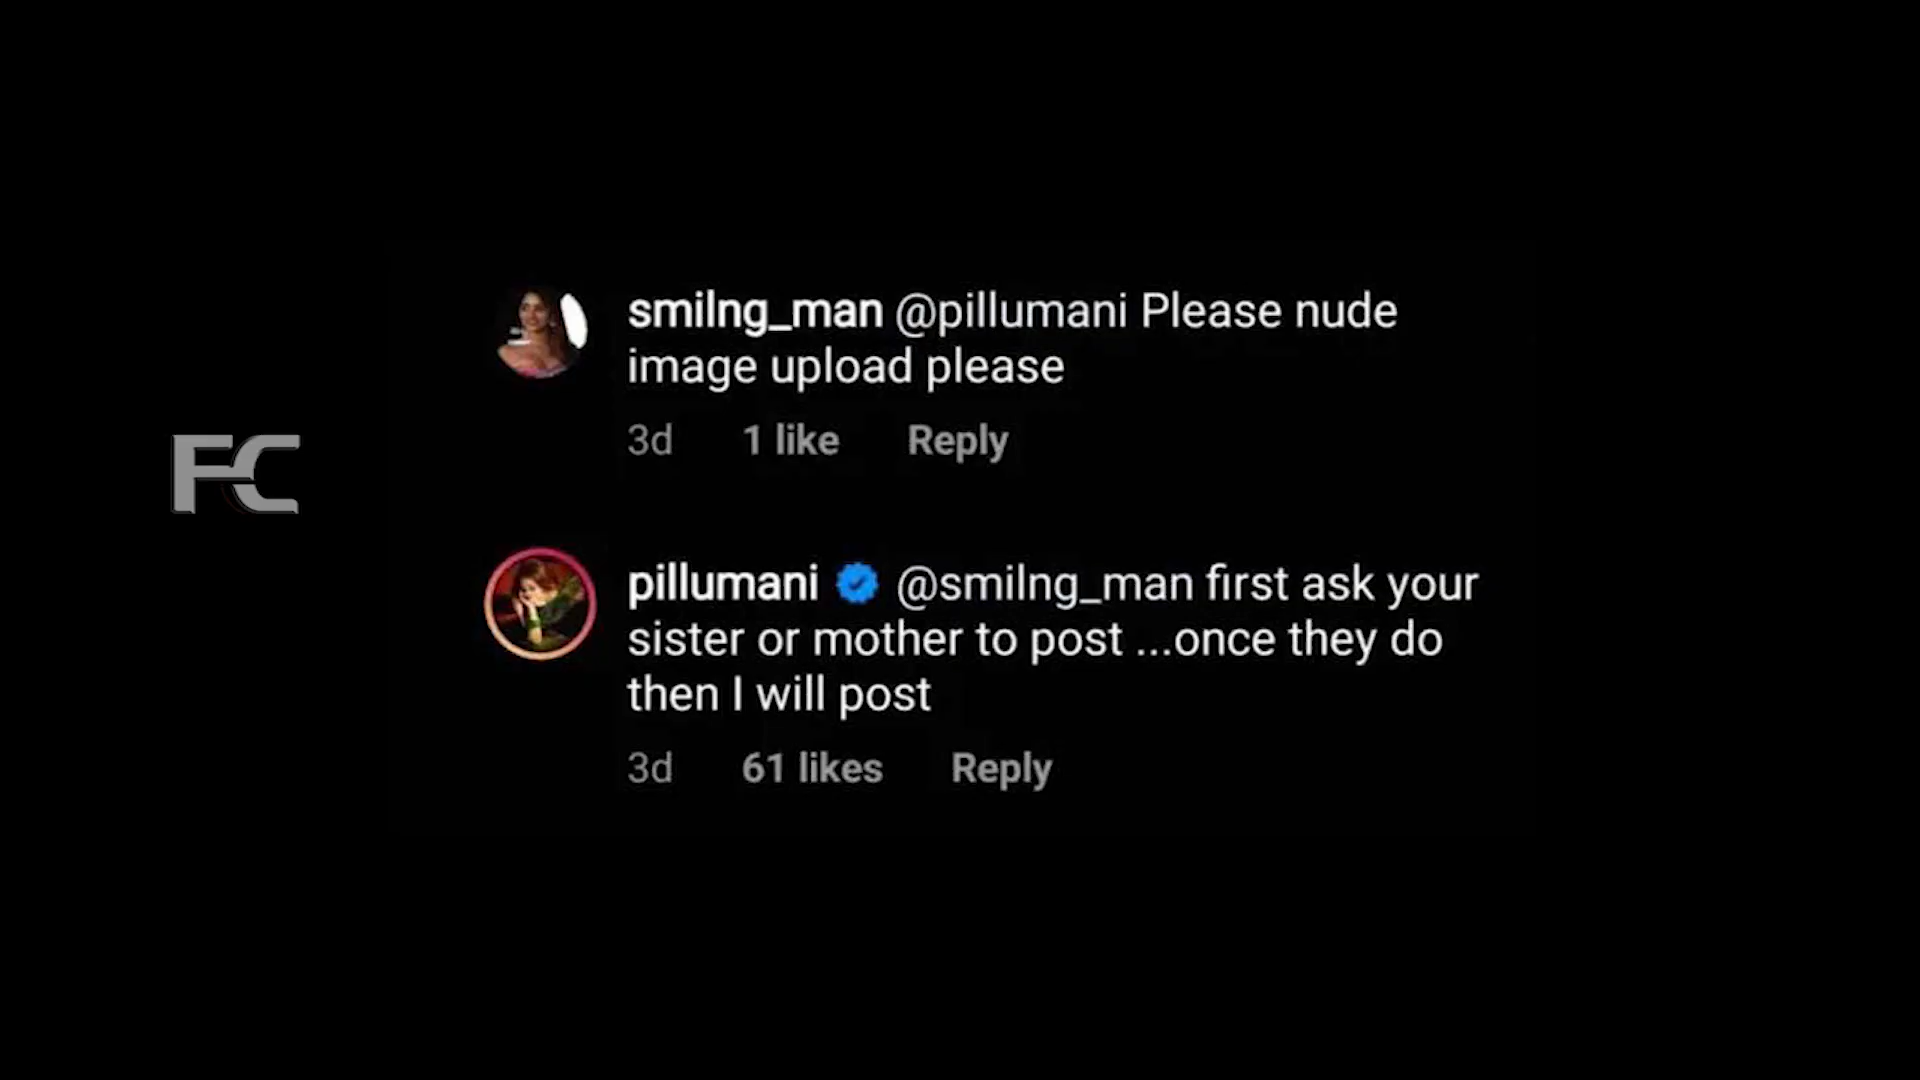 smilng_man @pillumani Please nude
image upload please
3d 1 like Reply
FC
pillumani @smilng_man first ask your
sister or mother to post ...once they do
then I will post
3d 61 likes Reply